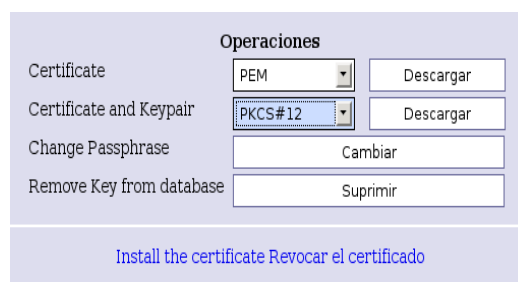 Operaciones
Certificate PEM Descargar
Certificate and Keypair PKCS#12 Descargar
Change Passphrase Cambiar
Remove Key from database Suprimir
Install the certificate Revocar el certificado